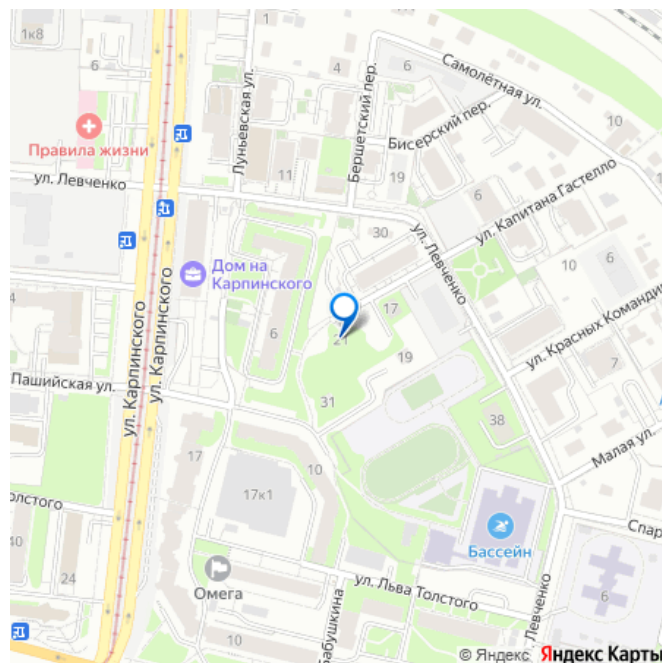 1к8
6
4
6
Самолётная ул.
10
Правила жизни
Луньевская ул.
Бершетский пер.
Бисерский пер.
11
19
6
ул. Левченко
ул. Капитана Гастелло
30
ул. Левченко
10
6
Дом на
Карпинского
4
ул. Карпинского
ул. Карпинского
6
21
17
19
ул. Красных Командир
7
Пашийская ул.
31
38
Малая ул.
17
10
17к1
Толстого
40
24
Бассейн
Спар
Омега
ул. Льва Толстого
Левченко
6
10
Бабушкина
© Яндекс Яндекс Карты